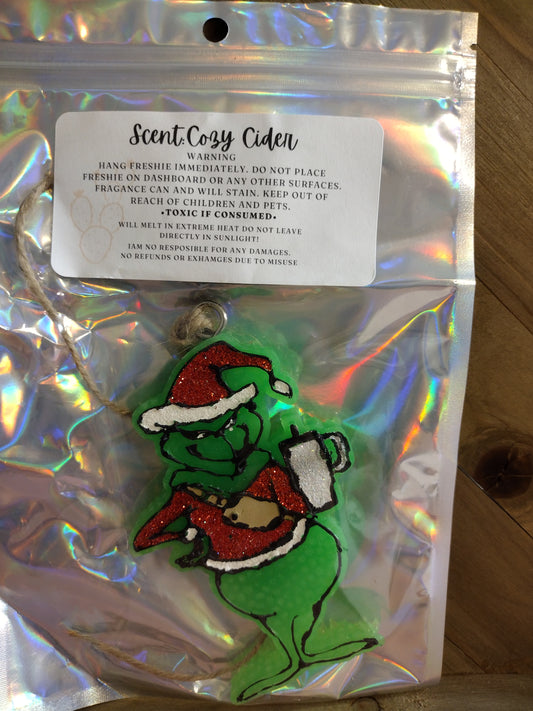 Scent: Cozy Cider
WARNING
HANG FRESHIE IMMEDIATELY. DO NOT PLACE
FRESHIE ON DASHBOARD OR ANY OTHER SURFACES.
FRAGANCE CAN AND WILL STAIN. KEEP OUT OF
REACH OF CHILDREN AND PETS.
•TOXIC IF CONSUMED•
WILL MELT IN EXTREME HEAT DO NOT LEAVE
DIRECTLY IN SUNLIGHT!
IAM NO RESPOSIBLE FOR ANY DAMAGES.
NO REFUNDS OR EXHAMGES DUE TO MISUSE